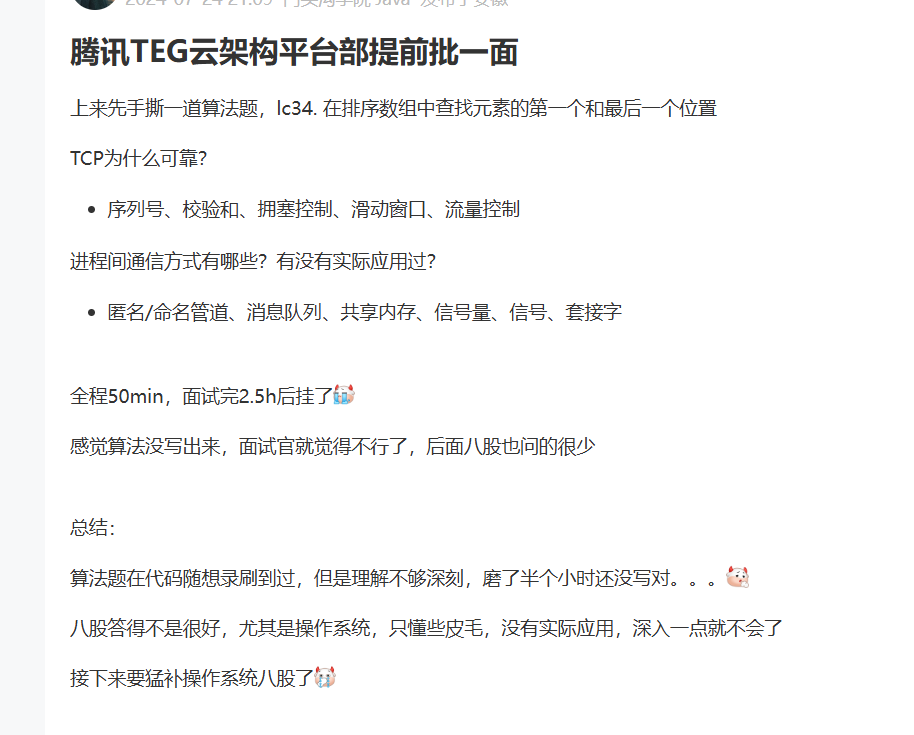 腾讯TEG云架构平台部提前批一面
上来先手撕一道算法题，lc34. 在排序数组中查找元素的第一个和最后一个位置
TCP为什么可靠？
• 序列号、校验和、拥塞控制、滑动窗口、流量控制
进程间通信方式有哪些？有没有实际应用过？
• 匿名/命名管道、消息队列、共享内存、信号量、信号、套接字
全程50min，面试完2.5h后挂了
感觉算法没写出来，面试官就觉得不行了，后面八股也问的很少
总结：
算法题在代码随想录刷到过，但是理解不够深刻，磨了半个小时还没写对。。。
八股答得不是很好，尤其是操作系统，只懂些皮毛，没有实际应用，深入一点就不会了
接下来要猛补操作系统八股了